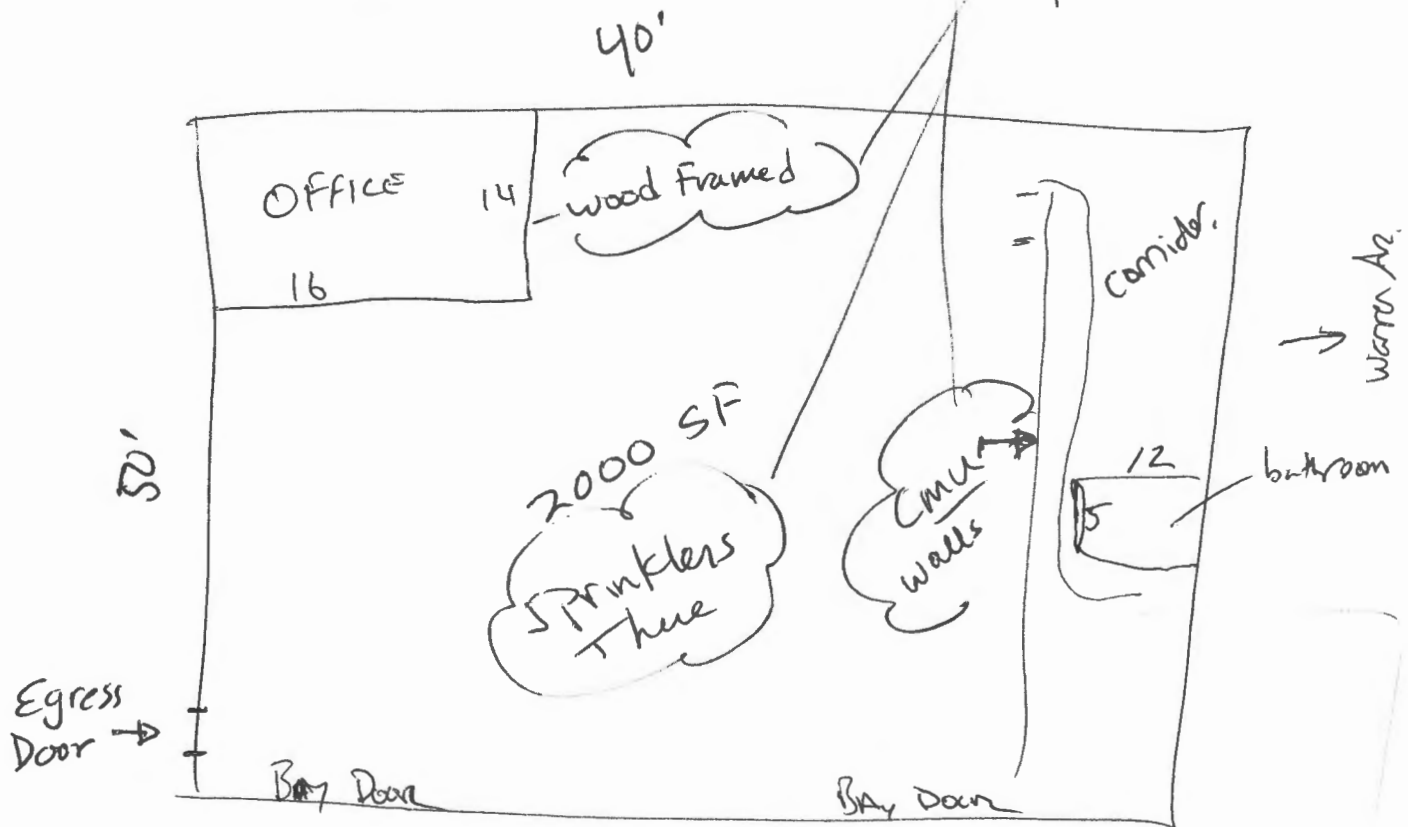 40'
OFFICE
14
wood Framed
16
corridor.
Warren Av.
50'
2000 SF
Sprinklers
There
CMU
walls
12
5
bathroom
Egress
Door
Bay Door
Bay Door